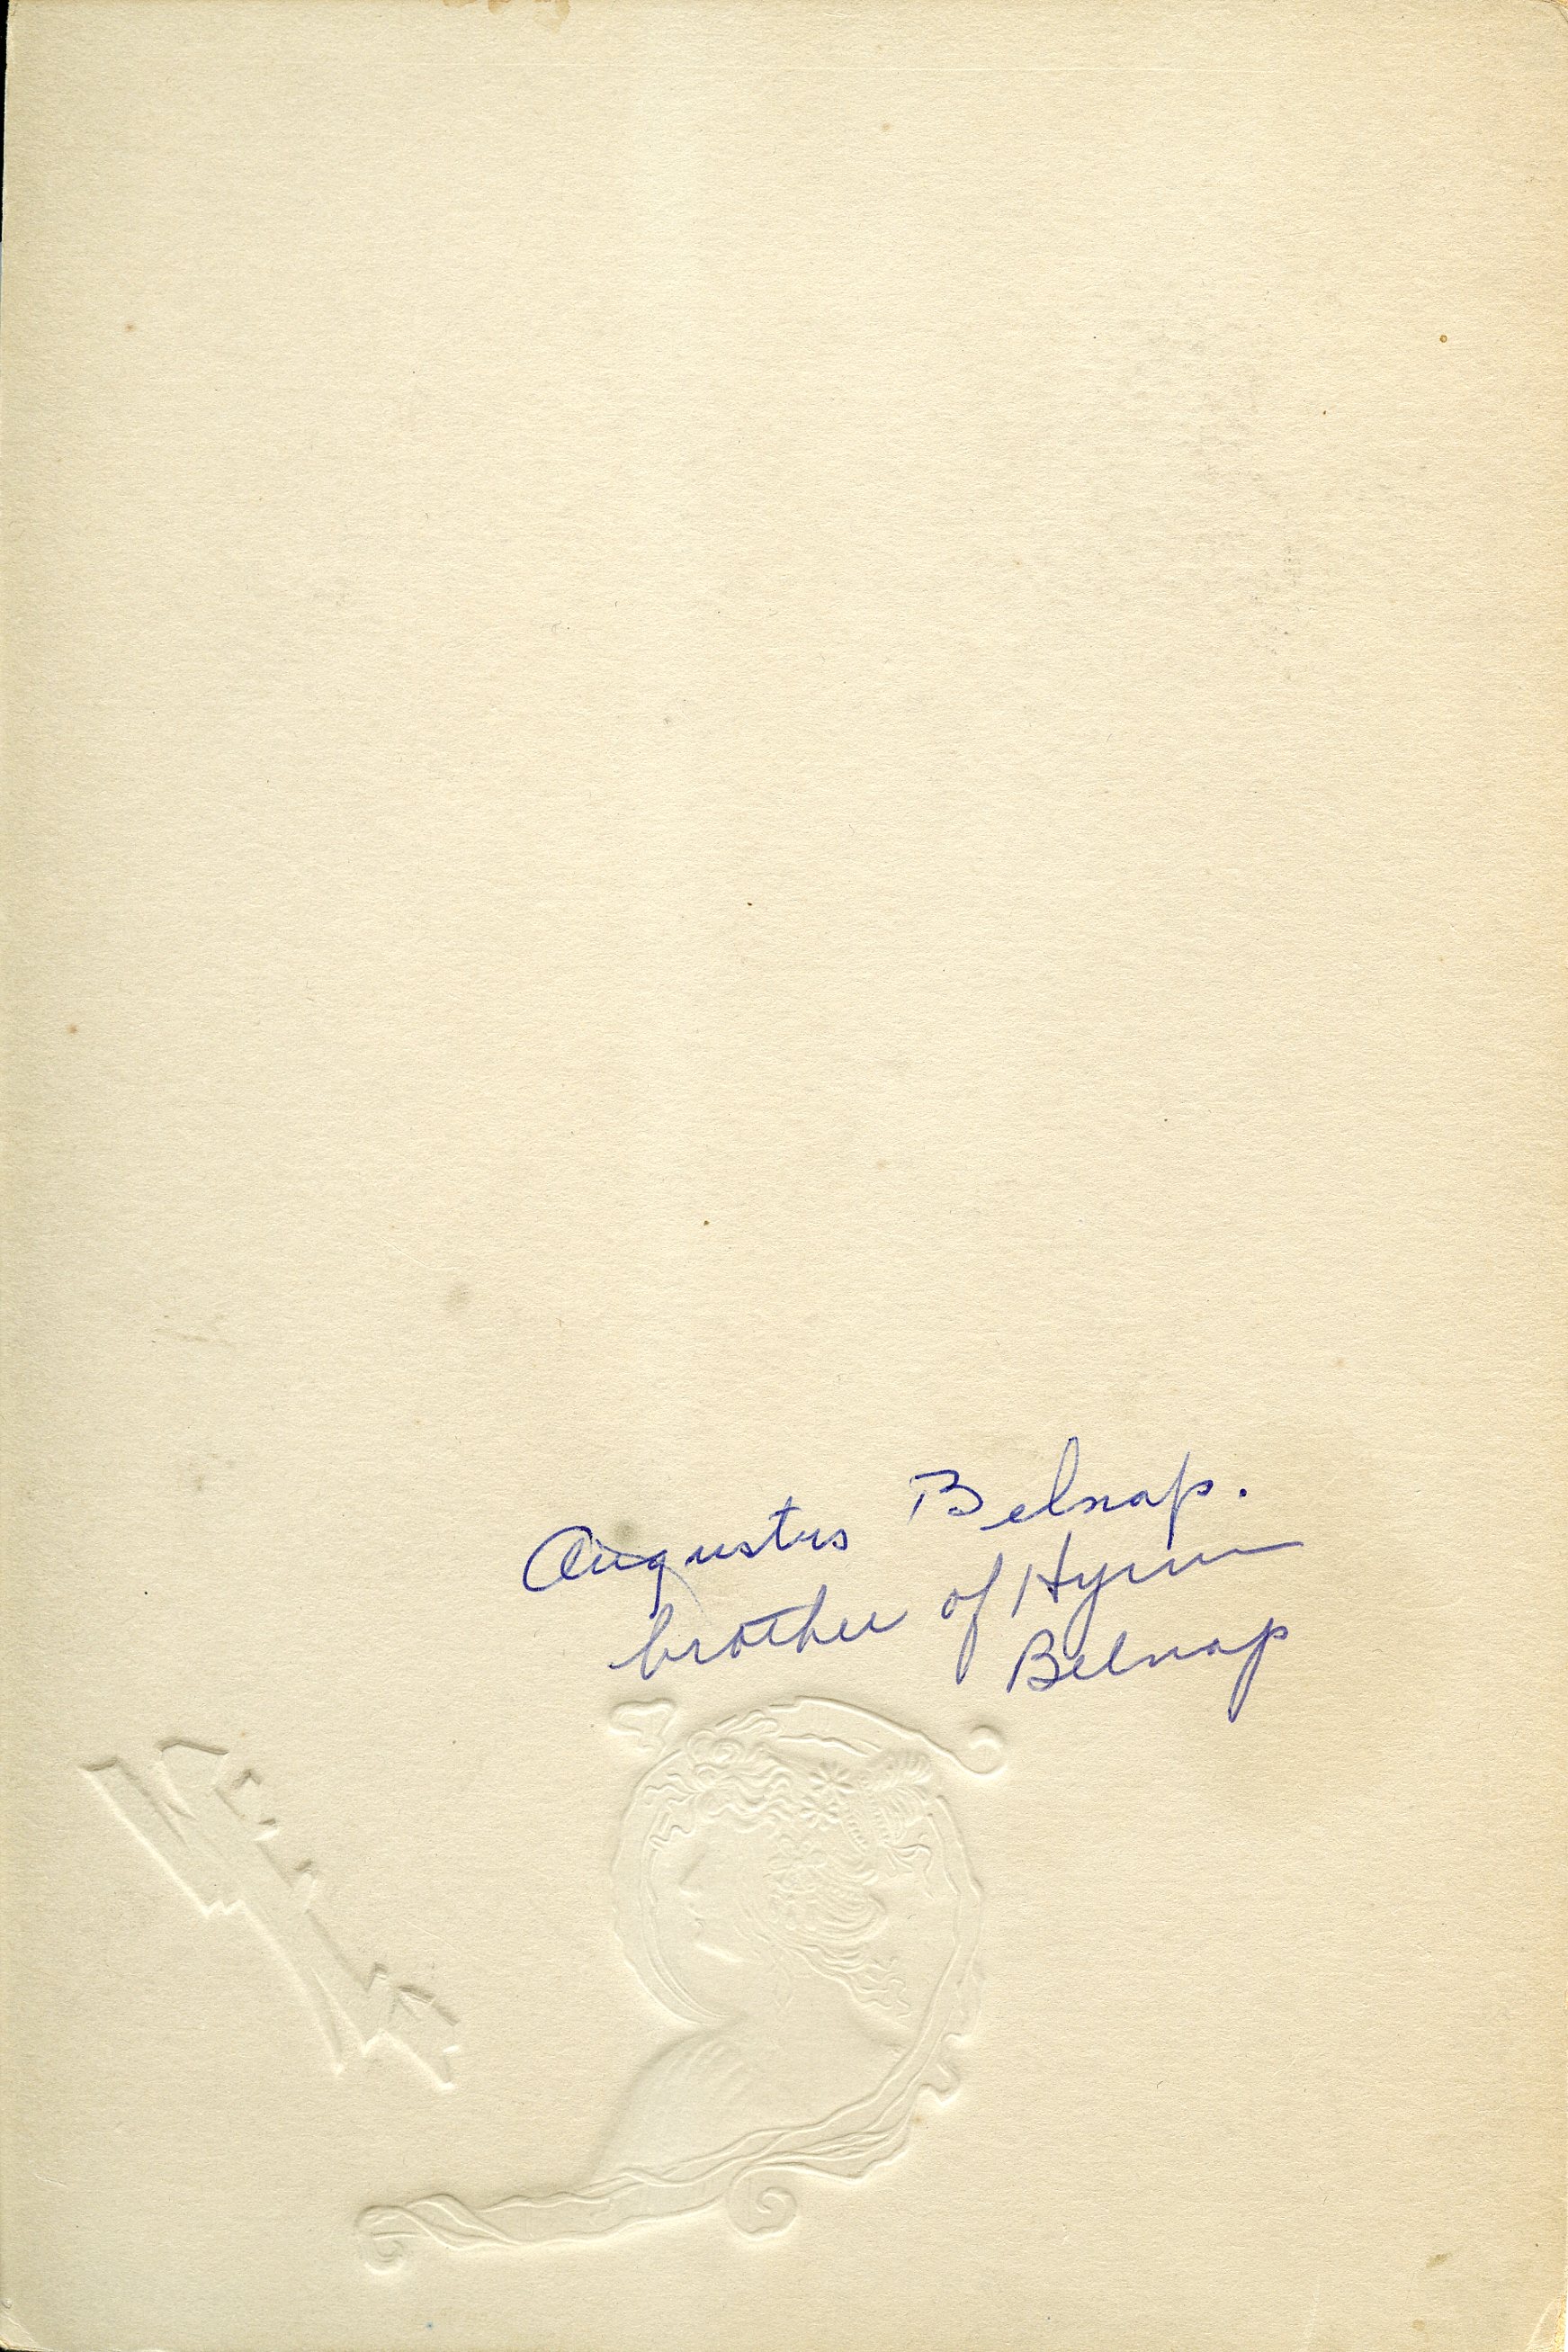 Augustus Belnap.
brother of Hyrum
Belnap